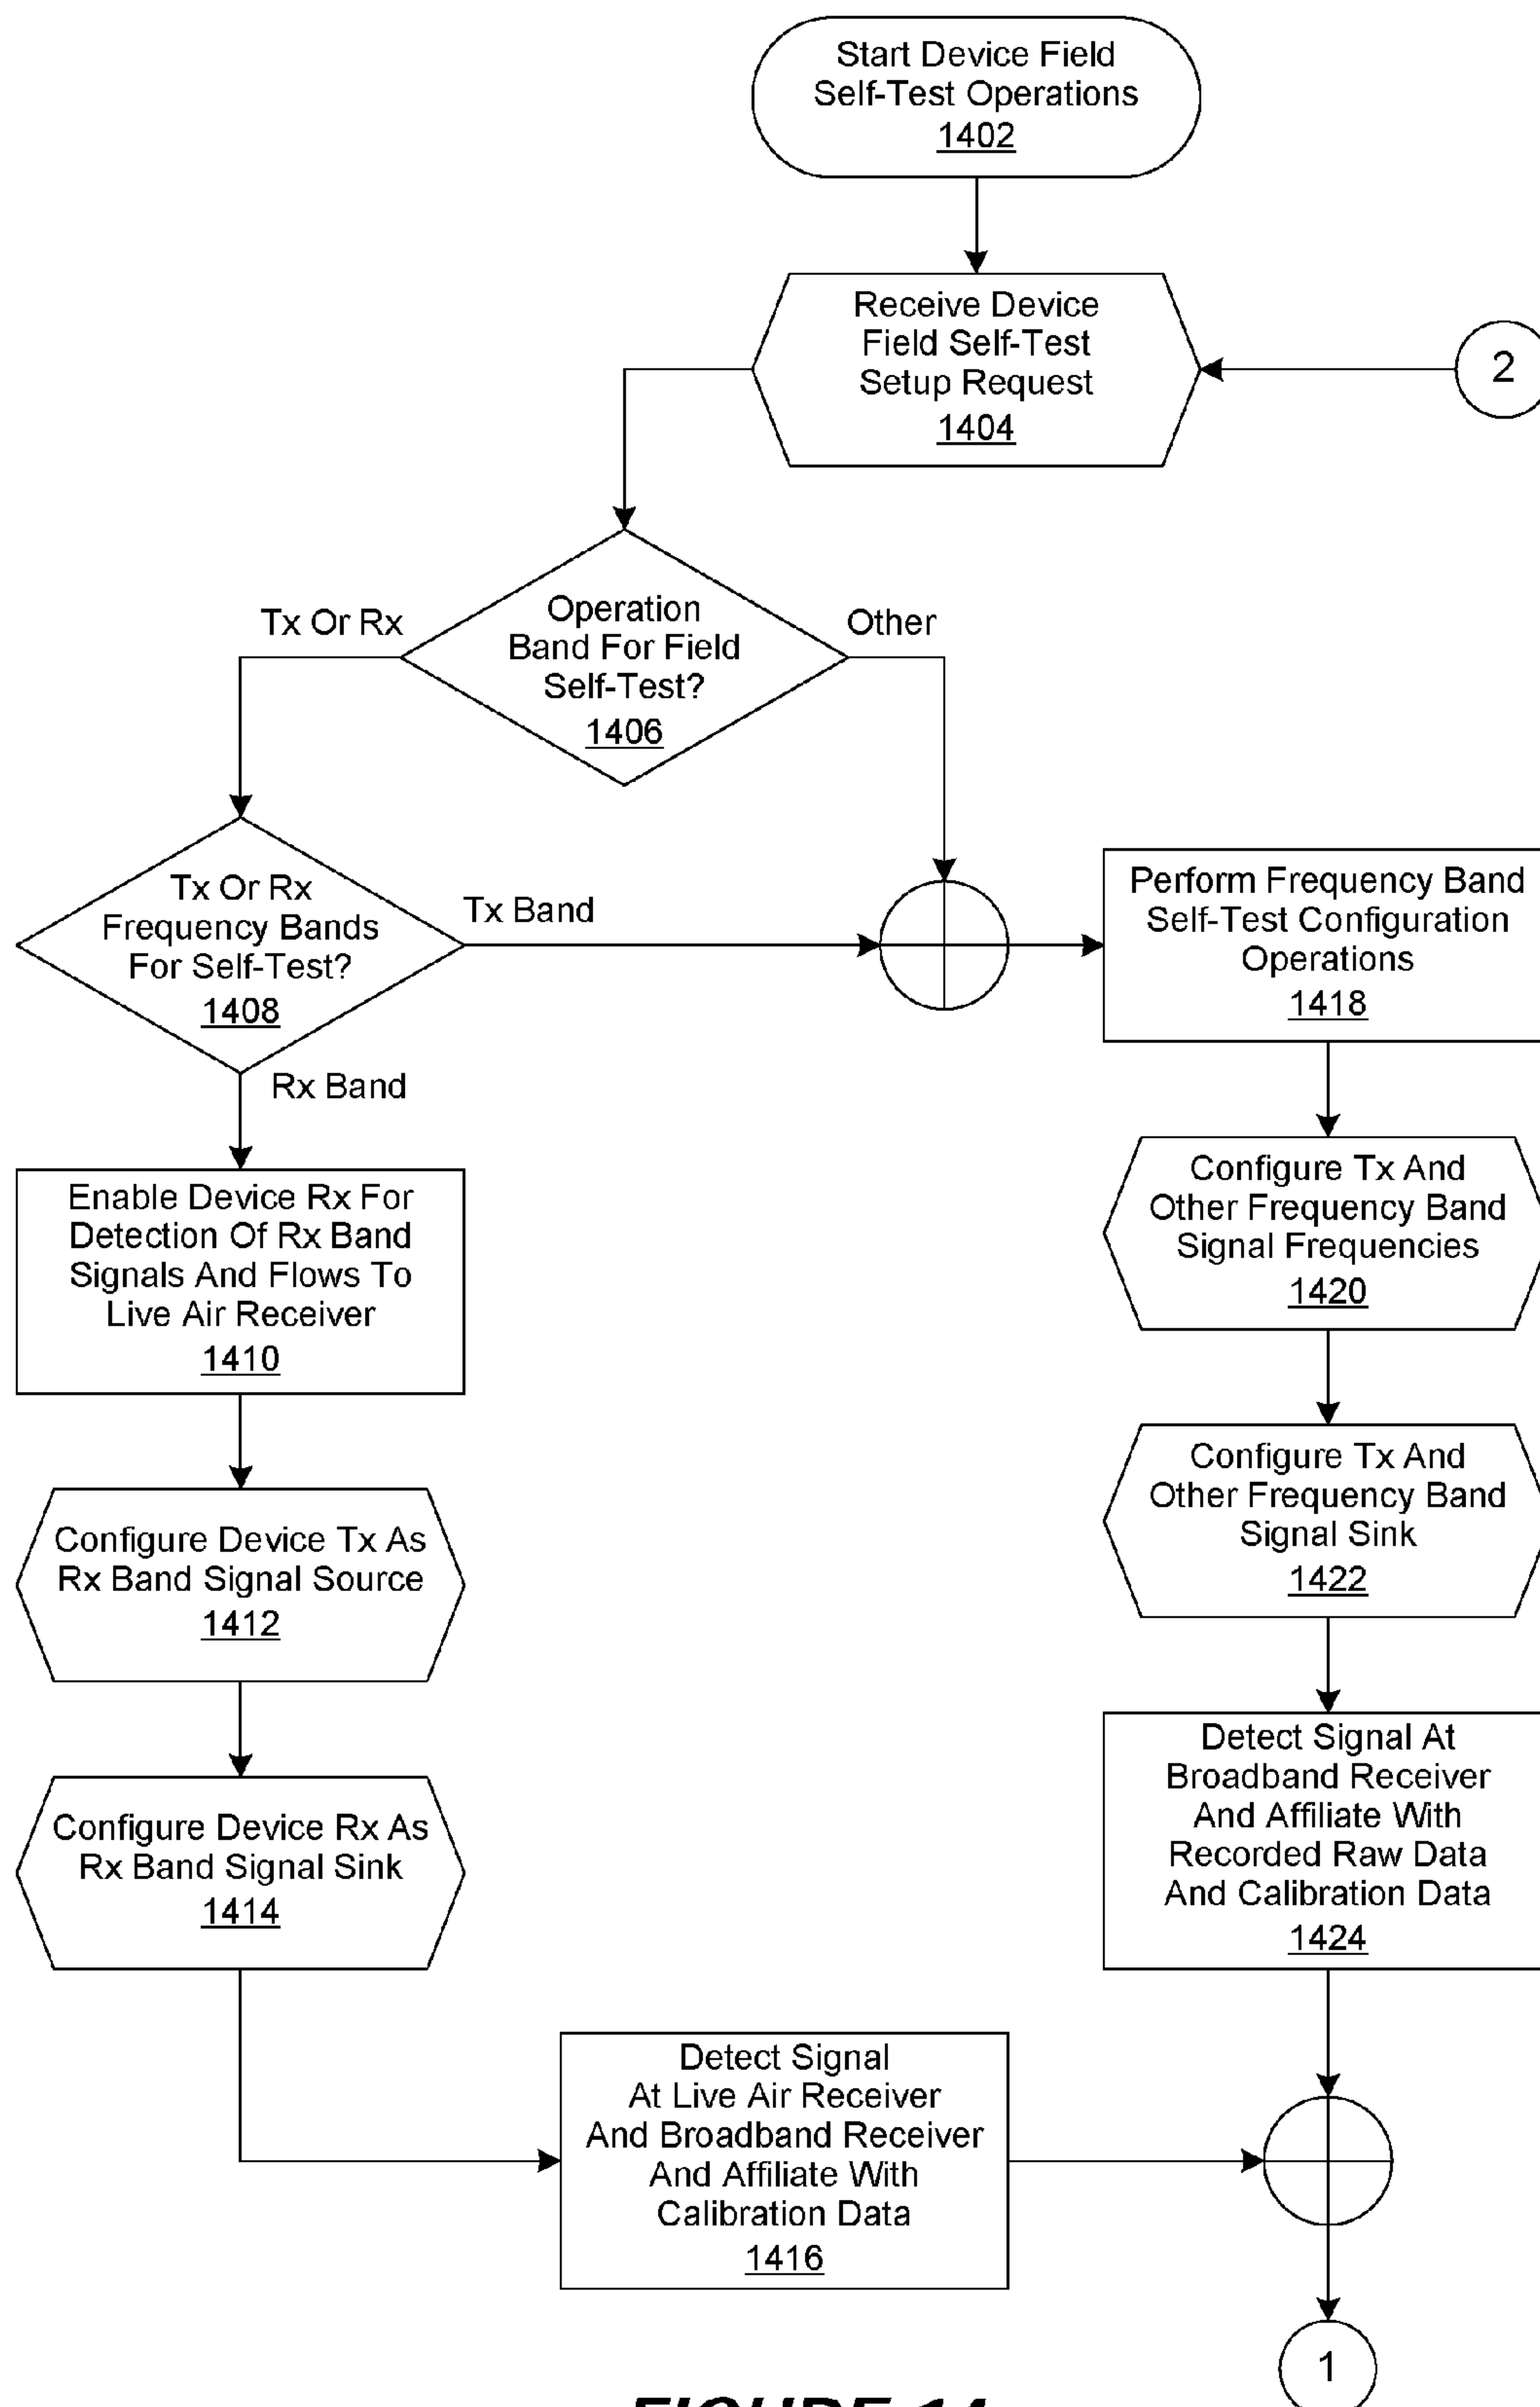 Start Device Field
Self-Test Operations
1402
Receive Device
Field Self-Test
Setup Request
1404
2
Operation
Band For Field
Self-Test?
1406
Tx Or Rx
Other
Tx Or Rx
Frequency Bands
For Self-Test?
1408
Tx Band
Rx Band
Perform Frequency Band
Self-Test Configuration
Operations
1418
Enable Device Rx For
Detection Of Rx Band
Signals And Flows To
Live Air Receiver
1410
Configure Tx And
Other Frequency Band
Signal Frequencies
1420
Configure Device Tx As
Rx Band Signal Source
1412
Configure Tx And
Other Frequency Band
Signal Sink
1422
Configure Device Rx As
Rx Band Signal Sink
1414
Detect Signal At
Broadband Receiver
And Affiliate With
Recorded Raw Data
And Calibration Data
1424
Detect Signal
At Live Air Receiver
And Broadband Receiver
And Affiliate With
Calibration Data
1416
1
FIGURE 14